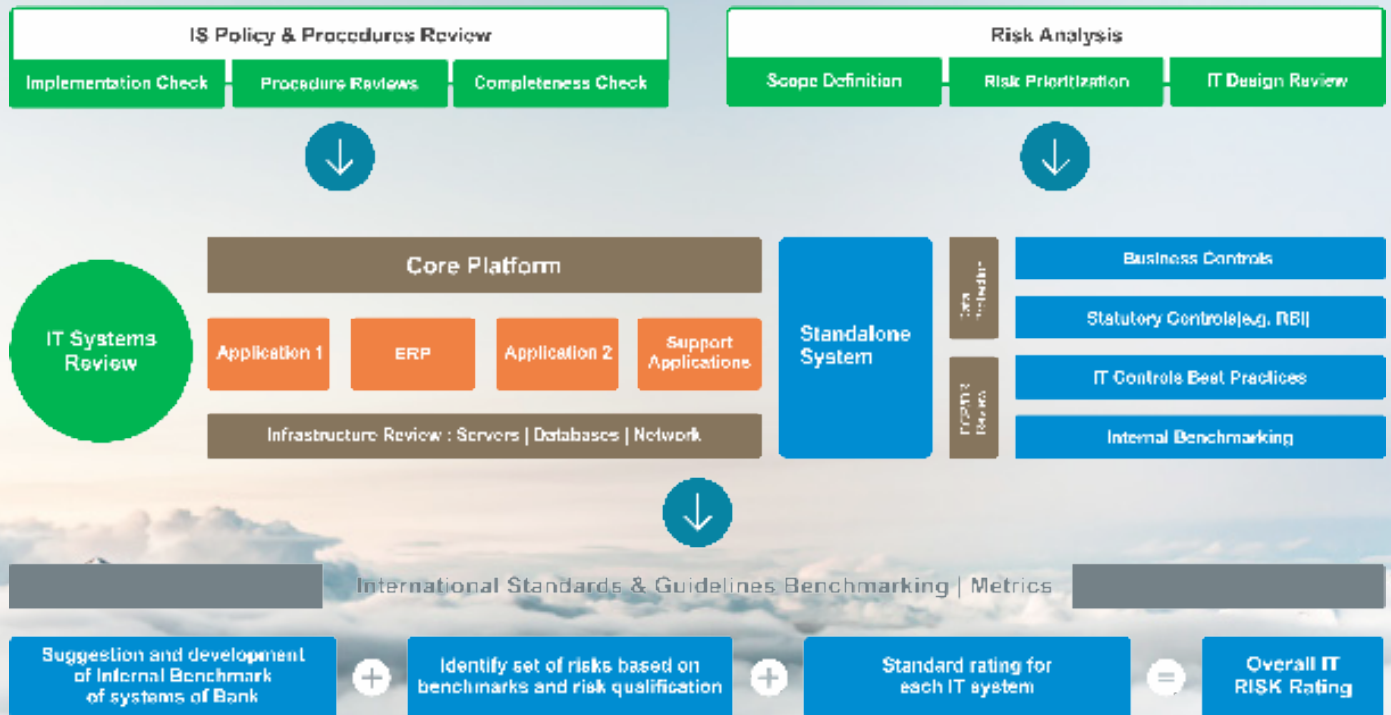 IS Policy & Procedures Review
Implementation Check
Procedure Reviews
Completeness Check
Risk Analysis
Scope Definition
Risk Prioritization
IT Design Review
IT Systems
Review
Core Platform
Application 1
ERP
Application 2
Support
Applications
Infrastructure Review : Servers | Databases | Network
Standalone
System
Data
Protection
Review
Business Controls
Statutory Controls(e.g. RBI)
IT Controls Best Practices
Internal Benchmarking
International Standards & Guidelines Benchmarking | Metrics
Suggestion and development
of Internal Benchmark
of systems of Bank
+
Identify set of risks based on
benchmarks and risk qualification
+
Standard rating for
each IT system
=
Overall IT
RISK Rating